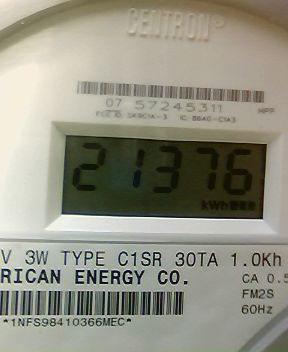 CENTRON®
07 57245311
HPP
21376
kWh
V 3W TYPE C1SR 30TA 1.0Kh
RICAN ENERGY CO.
CA 0.5
FM2S
60Hz
*1NFS98410366MEC*